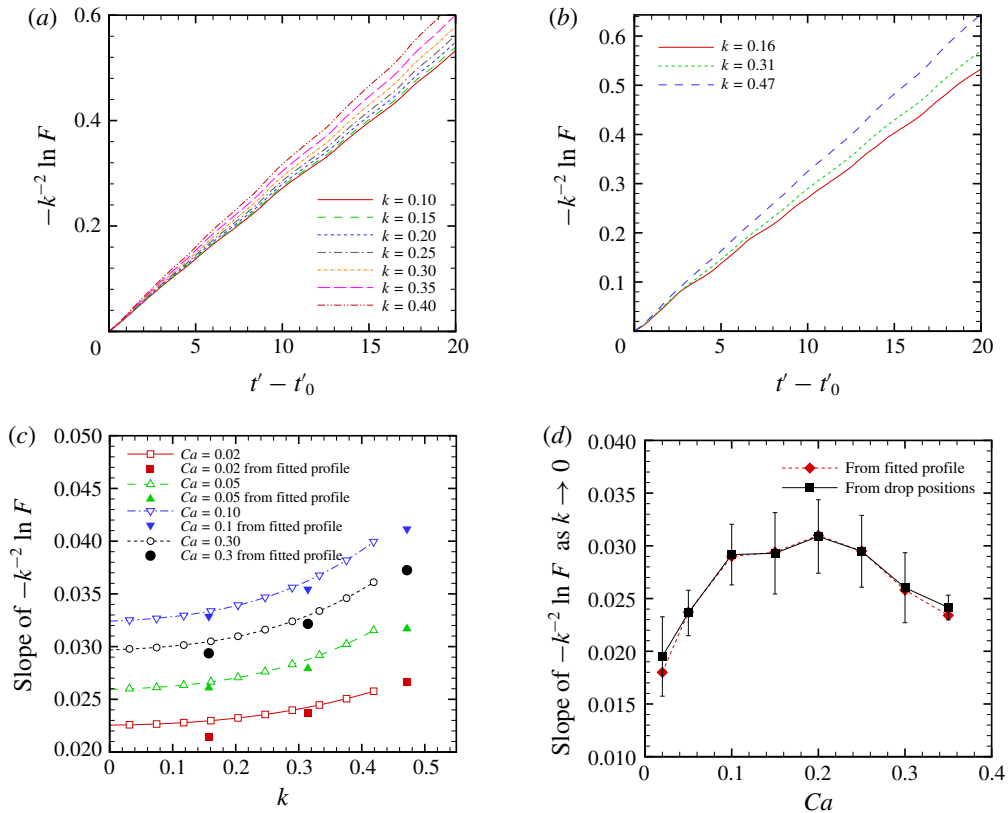 (a)
0.6
0.4
0.2
0
−k⁻² ln F
k = 0.10
k = 0.15
k = 0.20
k = 0.25
k = 0.30
k = 0.35
k = 0.40
5 10 15 20
t′ − t′₀
(b)
0.6
0.5
0.4
0.3
0.2
0.1
0
−k⁻² ln F
k = 0.16
k = 0.31
k = 0.47
5 10 15 20
t′ − t′₀
(c)
0.050
0.045
0.040
0.035
0.030
0.025
0.020
Slope of −k⁻² ln F
Ca = 0.02
Ca = 0.02 from fitted profile
Ca = 0.05
Ca = 0.05 from fitted profile
Ca = 0.10
Ca = 0.1 from fitted profile
Ca = 0.30
Ca = 0.3 from fitted profile
0 0.1 0.2 0.3 0.4 0.5
k
(d)
0.040
0.035
0.030
0.025
0.020
0.015
0.010
Slope of −k⁻² ln F as k → 0
From fitted profile
From drop positions
0 0.1 0.2 0.3 0.4
Ca